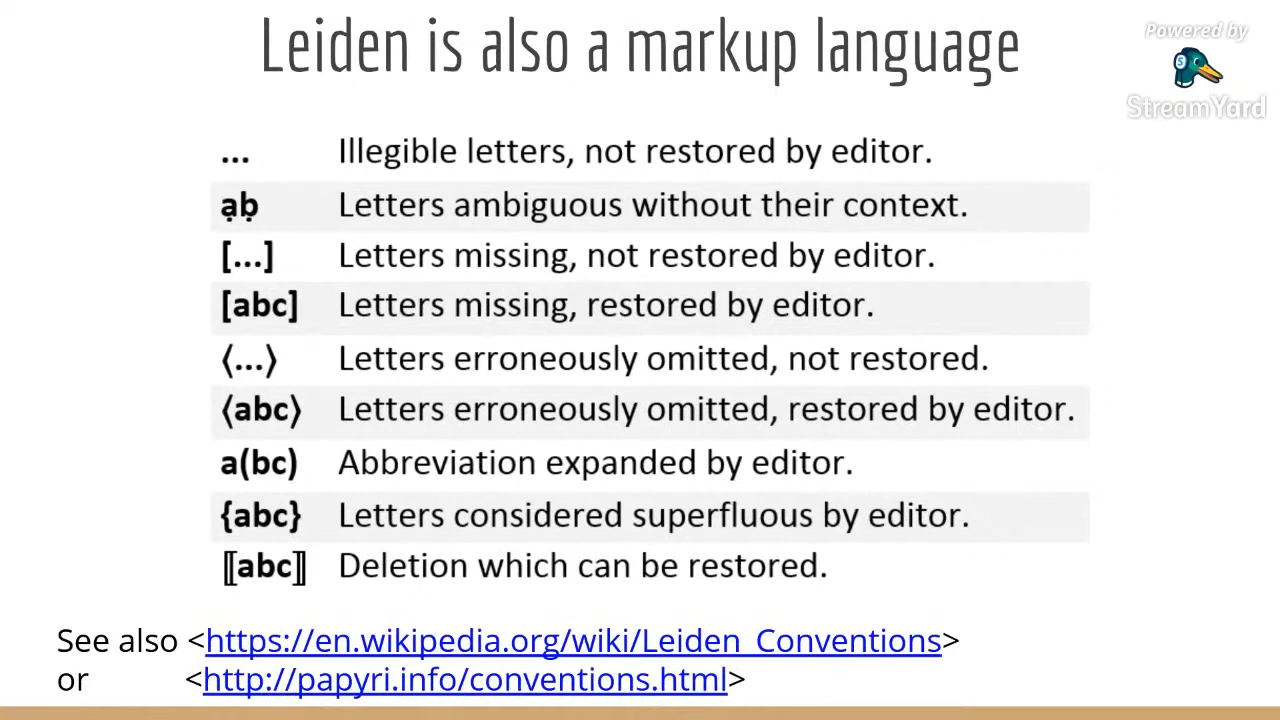 Leiden is also a markup language
Powered by
StreamYard
... Illegible letters, not restored by editor.
ạḅ Letters ambiguous without their context.
[...] Letters missing, not restored by editor.
[abc] Letters missing, restored by editor.
⟨...⟩ Letters erroneously omitted, not restored.
⟨abc⟩ Letters erroneously omitted, restored by editor.
a(bc) Abbreviation expanded by editor.
{abc} Letters considered superfluous by editor.
⟦abc⟧ Deletion which can be restored.
See also <https://en.wikipedia.org/wiki/Leiden_Conventions>
or <http://papyri.info/conventions.html>